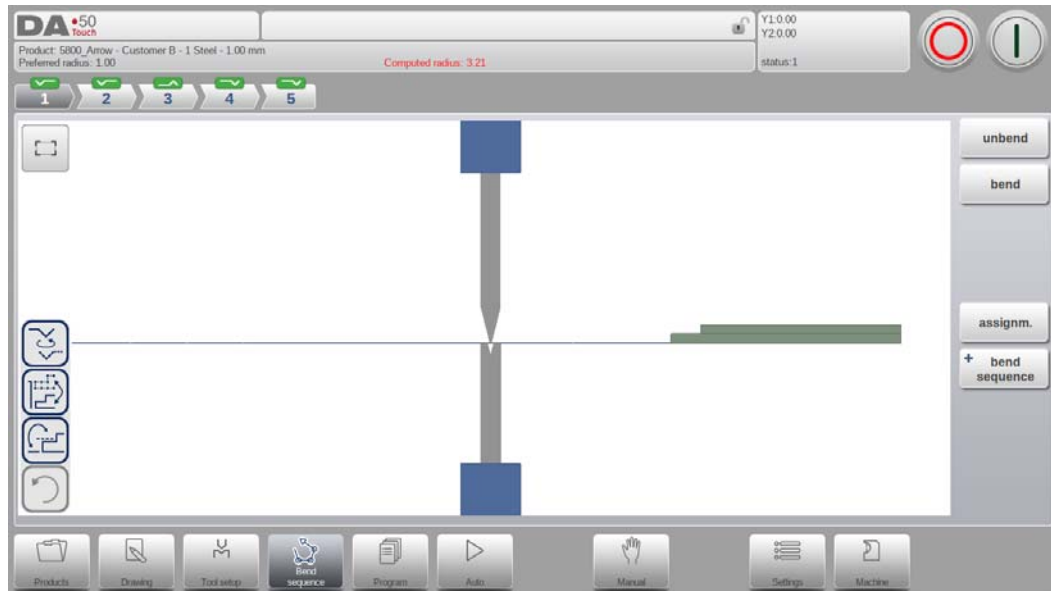 DA•50
Touch
Y1:0.00
Y2:0.00
Product: 5800_Arrow - Customer B - 1 Steel - 1.00 mm
Preferred radius: 1.00
Computed radius: 3.21
status:1
1
2
3
4
5
unbend
bend
assignm.
+ bend
sequence
Products
Drawing
Tool setup
Bend
sequence
Program
Auto
Manual
Settings
Machine